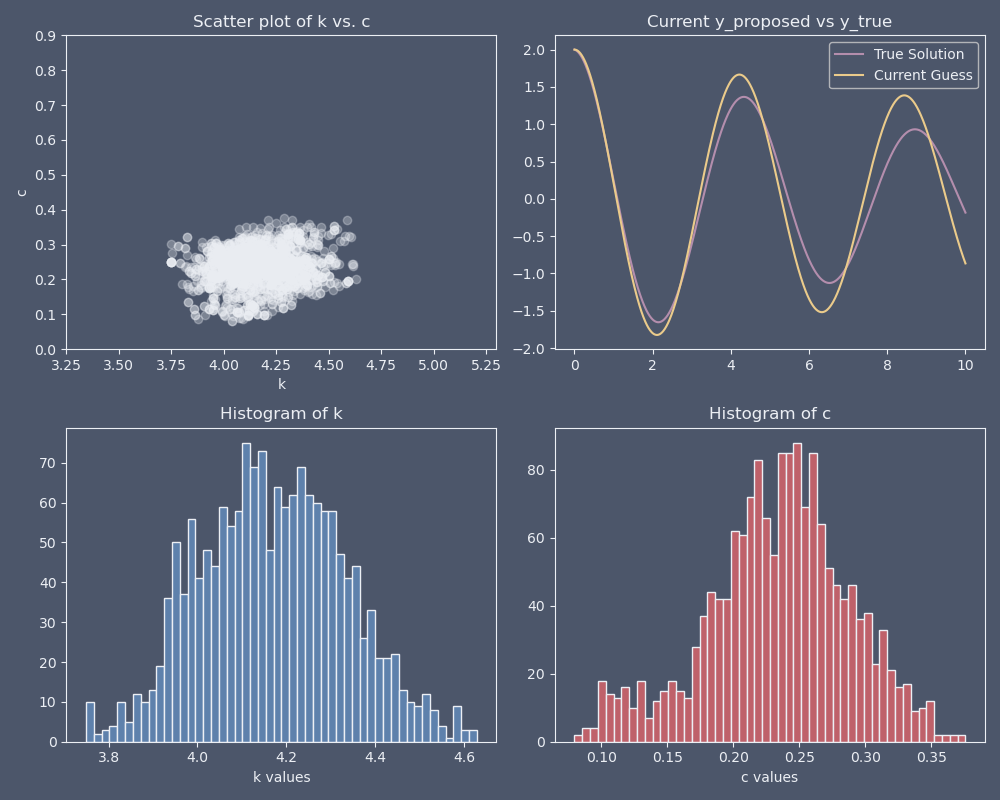 Scatter plot of k vs. c
0.9
0.8
0.7
0.6
0.5
0.4
0.3
0.2
0.1
0.0
c
3.25 3.50 3.75 4.00 4.25 4.50 4.75 5.00 5.25
k
Current y_proposed vs y_true
True Solution
Current Guess
2.0
1.5
1.0
0.5
0.0
−0.5
−1.0
−1.5
−2.0
0 2 4 6 8 10
Histogram of k
70
60
50
40
30
20
10
0
3.8 4.0 4.2 4.4 4.6
k values
Histogram of c
80
60
40
20
0
0.10 0.15 0.20 0.25 0.30 0.35
c values